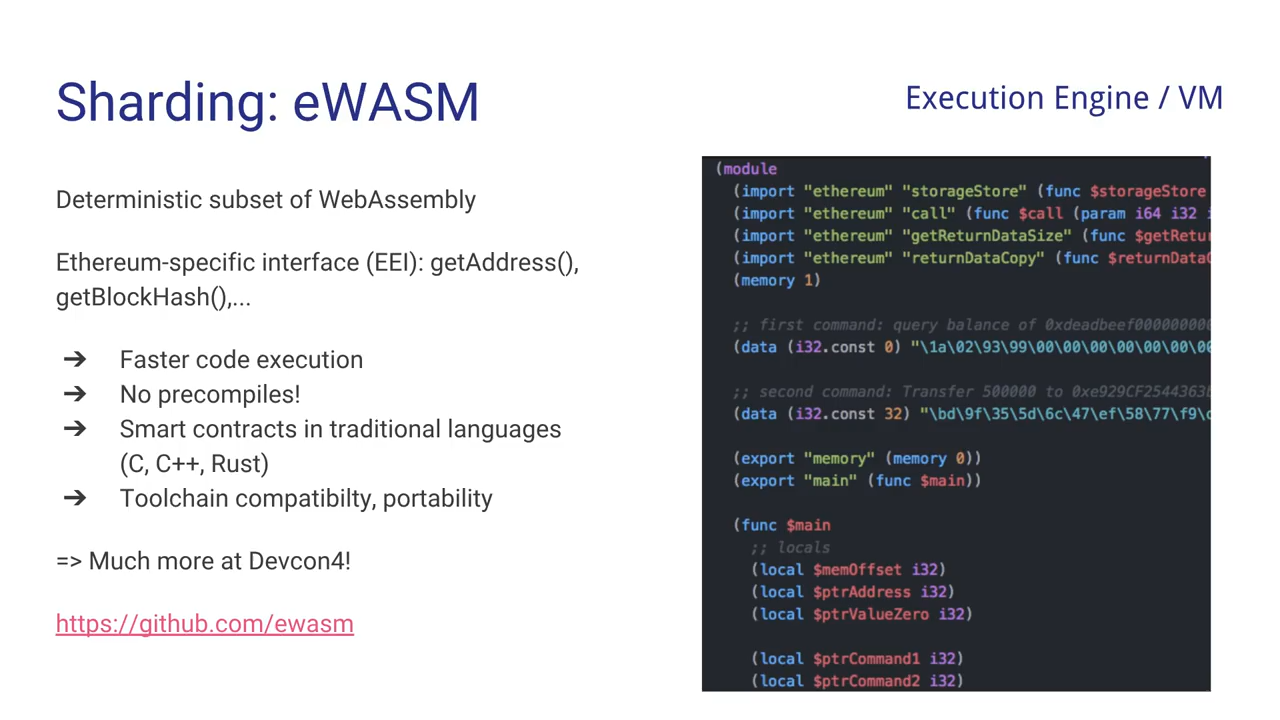 Sharding: eWASM
Execution Engine / VM
Deterministic subset of WebAssembly
Ethereum-specific interface (EEI): getAddress(),
getBlockHash(),...
➔ Faster code execution
➔ No precompiles!
➔ Smart contracts in traditional languages
(C, C++, Rust)
➔ Toolchain compatibilty, portability
=> Much more at Devcon4!
https://github.com/ewasm
(module
(import "ethereum" "storageStore" (func $storageStore
(import "ethereum" "call" (func $call (param i64 i32
(import "ethereum" "getReturnDataSize" (func $getRetur
(import "ethereum" "returnDataCopy" (func $returnData
(memory 1)
;; first command: query balance of 0xdeadbeef000000000
(data (i32.const 0) "\1a\02\93\99\00\00\00\00\00\00\00
;; second command: Transfer 500000 to 0xe929CF2544363
(data (i32.const 32) "\bd\9f\35\5d\6c\47\ef\58\77\f9\
(export "memory" (memory 0))
(export "main" (func $main))
(func $main
;; locals
(local $memOffset i32)
(local $ptrAddress i32)
(local $ptrValueZero i32)
(local $ptrCommand1 i32)
(local $ptrCommand2 i32)